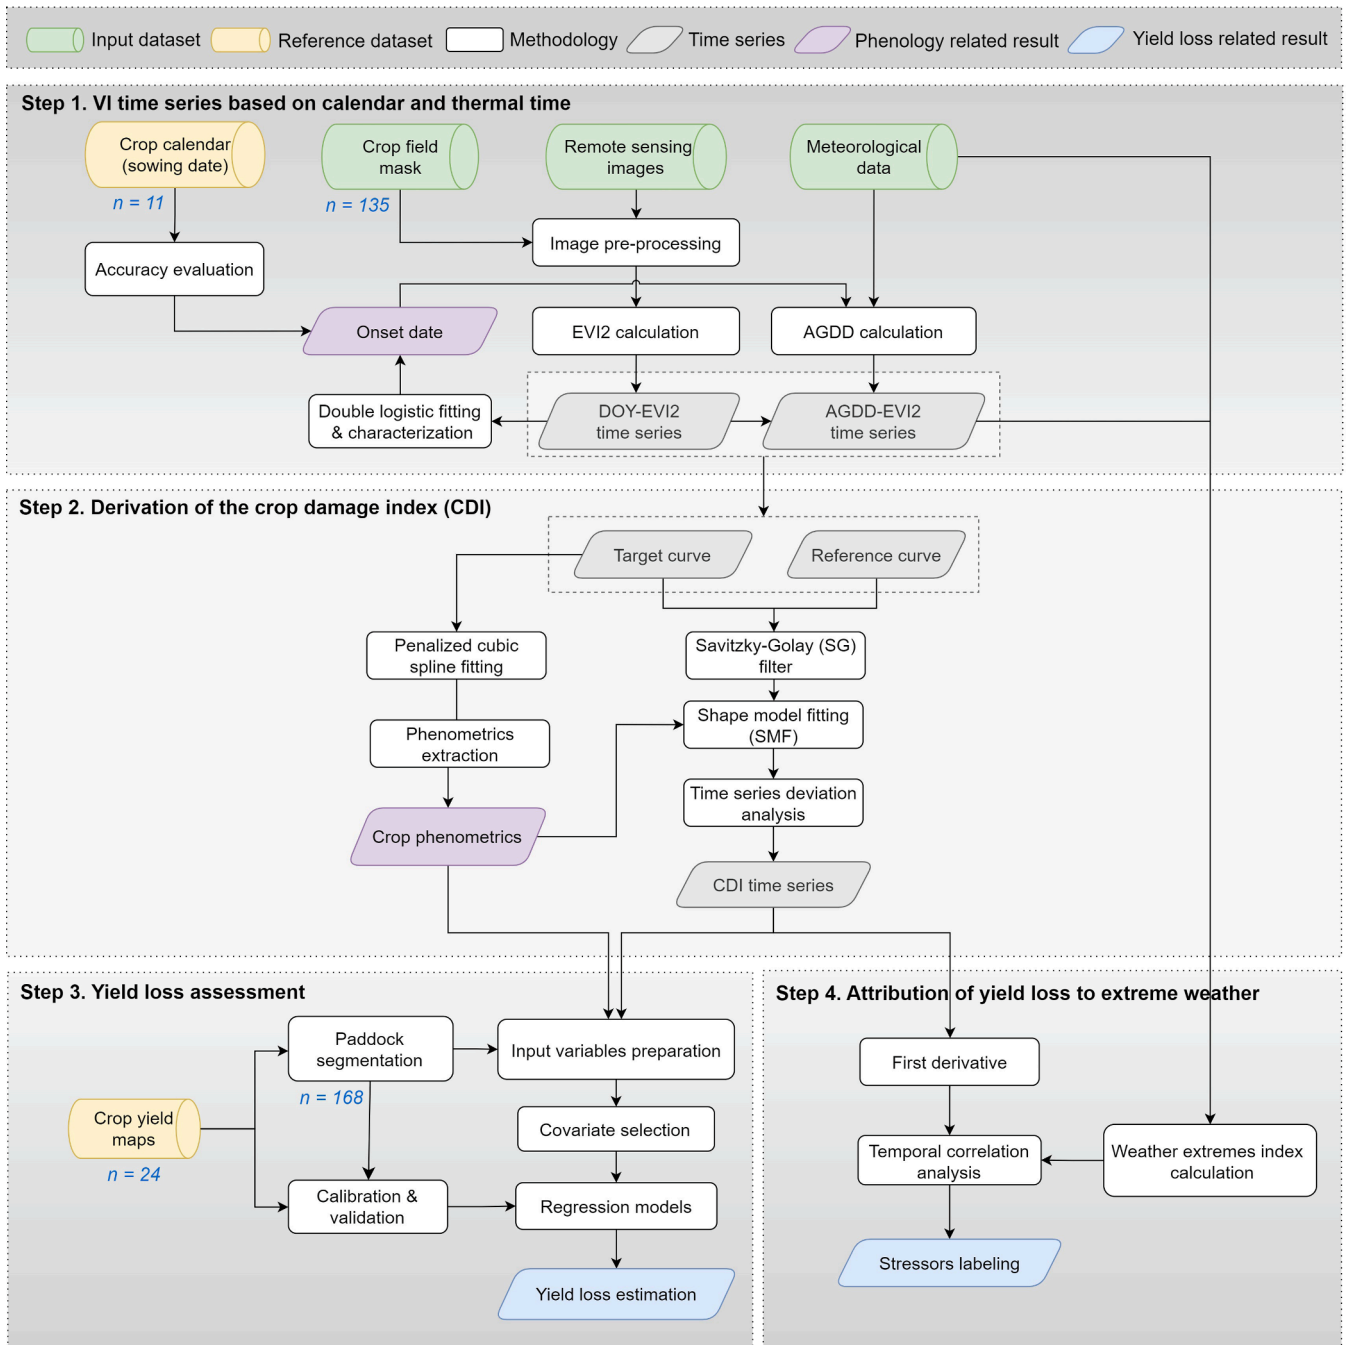 Input dataset
Reference dataset
Methodology
Time series
Phenology related result
Yield loss related result
Step 1. VI time series based on calendar and thermal time
Crop calendar
(sowing date)
n = 11
Crop field
mask
n = 135
Remote sensing
images
Meteorological
data
Image pre-processing
Accuracy evaluation
Onset date
EVI2 calculation
AGDD calculation
Double logistic fitting
& characterization
DOY-EVI2
time series
AGDD-EVI2
time series
Step 2. Derivation of the crop damage index (CDI)
Target curve
Reference curve
Penalized cubic
spline fitting
Savitzky-Golay (SG)
filter
Phenometrics
extraction
Shape model fitting
(SMF)
Time series deviation
analysis
Crop phenometrics
CDI time series
Step 3. Yield loss assessment
Paddock
segmentation
n = 168
Input variables preparation
Crop yield
maps
n = 24
Covariate selection
Calibration &
validation
Regression models
Yield loss estimation
Step 4. Attribution of yield loss to extreme weather
First derivative
Temporal correlation
analysis
Weather extremes index
calculation
Stressors labeling